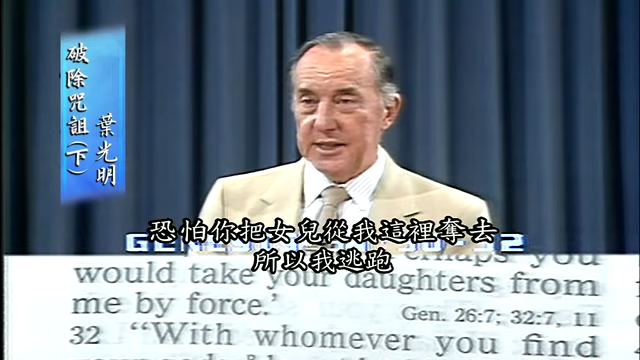 破除咒詛(下)
葉光明
恐怕你把女兒從我這裡奪去
所以我逃跑
perhaps you
would take your daughters from
me by force.' Gen. 26:7; 32:7, 11
32 "With whomever you find